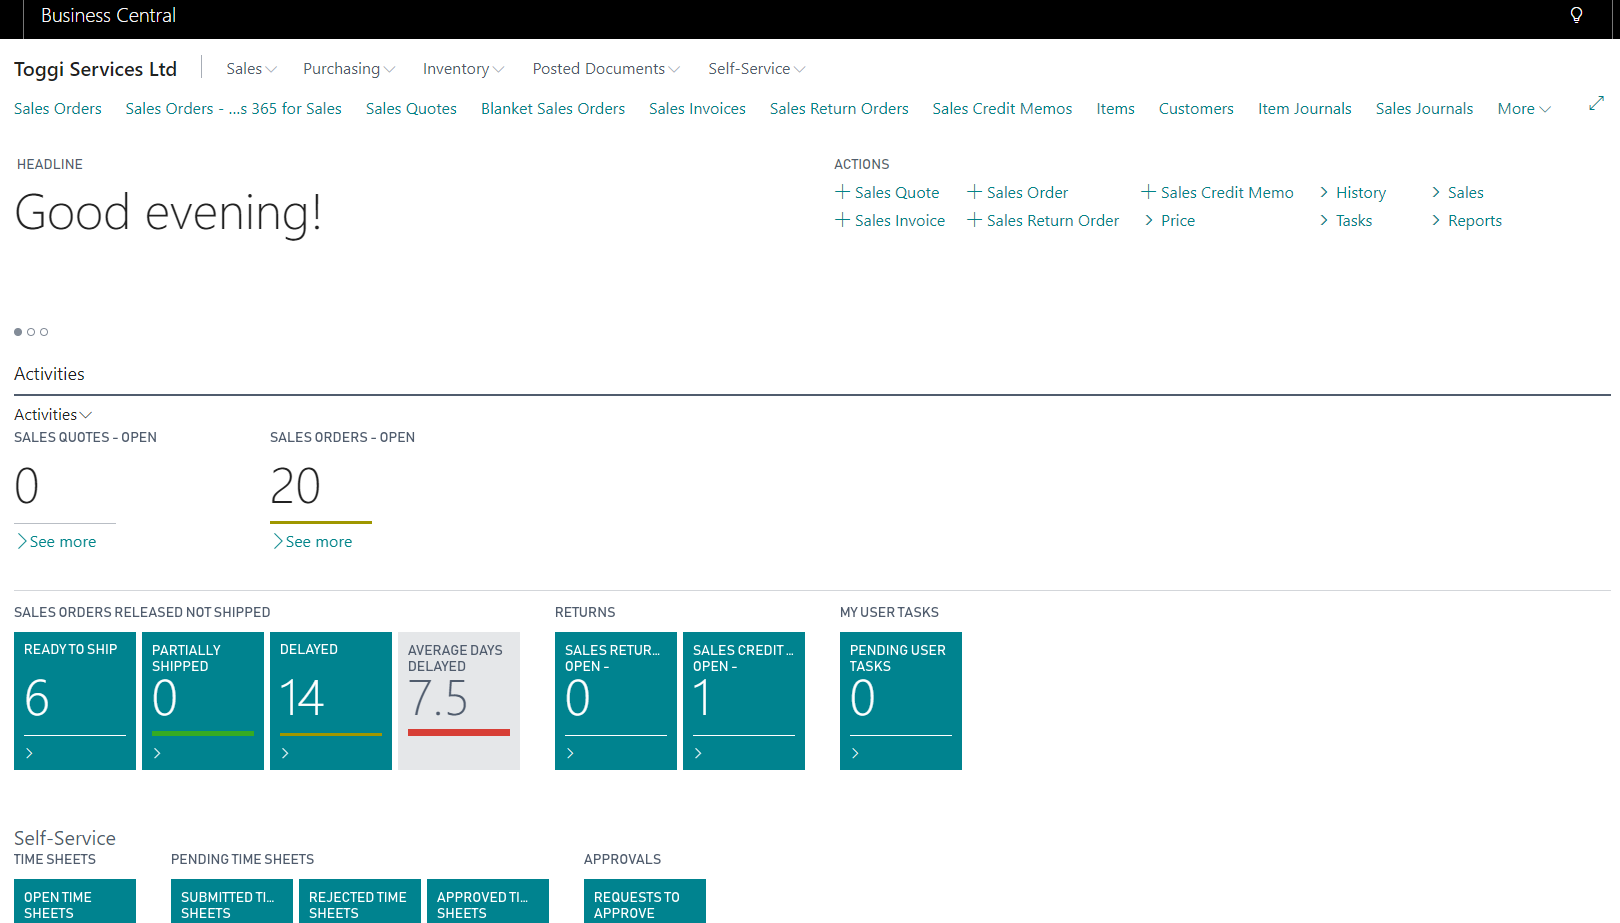 Business Central
Toggi Services Ltd
Sales Purchasing Inventory Posted Documents Self-Service
Sales Orders Sales Orders - ...s 365 for Sales Sales Quotes Blanket Sales Orders Sales Invoices Sales Return Orders Sales Credit Memos Items Customers Item Journals Sales Journals More
HEADLINE
Good evening!
ACTIONS
Sales Quote Sales Order Sales Credit Memo History Sales
Sales Invoice Sales Return Order Price Tasks Reports
Activities
Activities
SALES QUOTES - OPEN
0
See more
SALES ORDERS - OPEN
20
See more
SALES ORDERS RELEASED NOT SHIPPED
READY TO SHIP
6
PARTIALLY
SHIPPED
0
DELAYED
14
AVERAGE DAYS
DELAYED
7.5
RETURNS
SALES RETUR...
OPEN -
0
SALES CREDIT ...
OPEN -
1
MY USER TASKS
PENDING USER
TASKS
0
Self-Service
TIME SHEETS
OPEN TIME
SHEETS
PENDING TIME SHEETS
SUBMITTED TI...
SHEETS
REJECTED TIME
SHEETS
APPROVED TI...
SHEETS
APPROVALS
REQUESTS TO
APPROVE